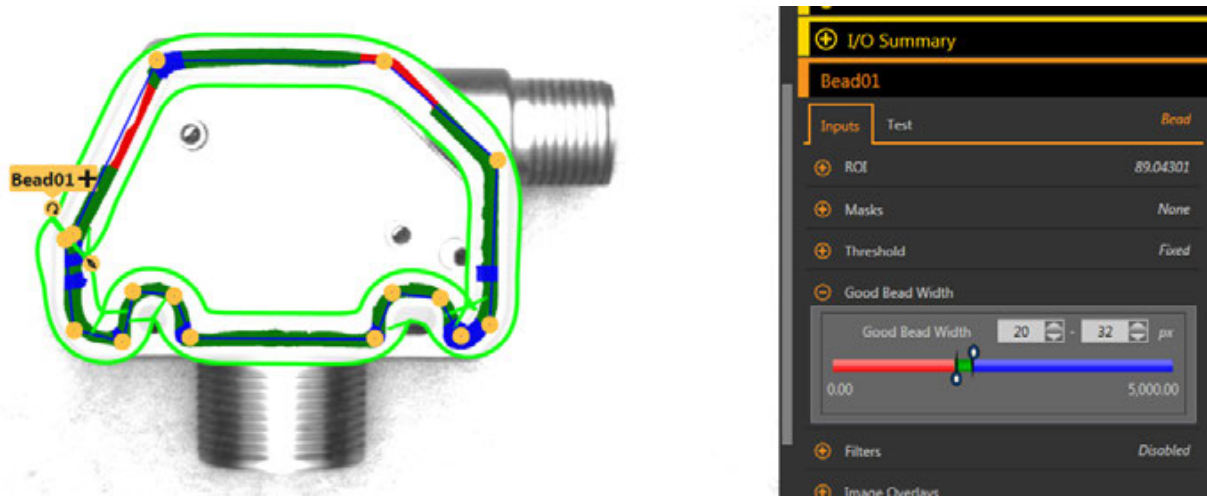 Bead01
I/O Summary
Bead01
Inputs Test Bead
ROI 89.04301
Masks None
Threshold Fixed
Good Bead Width
Good Bead Width 20 - 32 px
0.00 5,000.00
Filters Disabled
Image Overlays